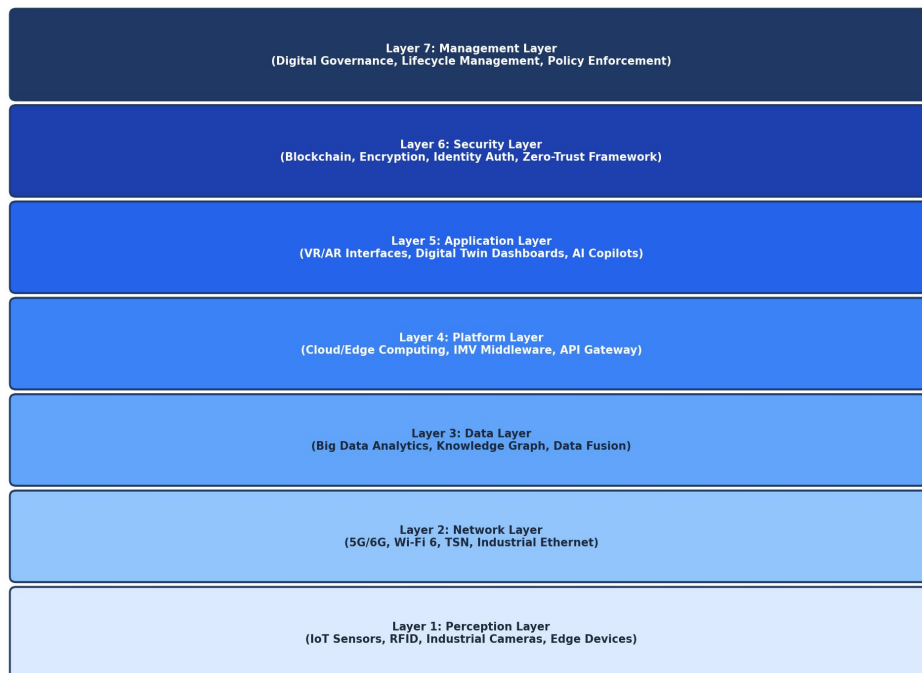 Layer 7: Management Layer
(Digital Governance, Lifecycle Management, Policy Enforcement)
Layer 6: Security Layer
(Blockchain, Encryption, Identity Auth, Zero-Trust Framework)
Layer 5: Application Layer
(VR/AR Interfaces, Digital Twin Dashboards, AI Copilots)
Layer 4: Platform Layer
(Cloud/Edge Computing, IMV Middleware, API Gateway)
Layer 3: Data Layer
(Big Data Analytics, Knowledge Graph, Data Fusion)
Layer 2: Network Layer
(5G/6G, Wi-Fi 6, TSN, Industrial Ethernet)
Layer 1: Perception Layer
(IoT Sensors, RFID, Industrial Cameras, Edge Devices)